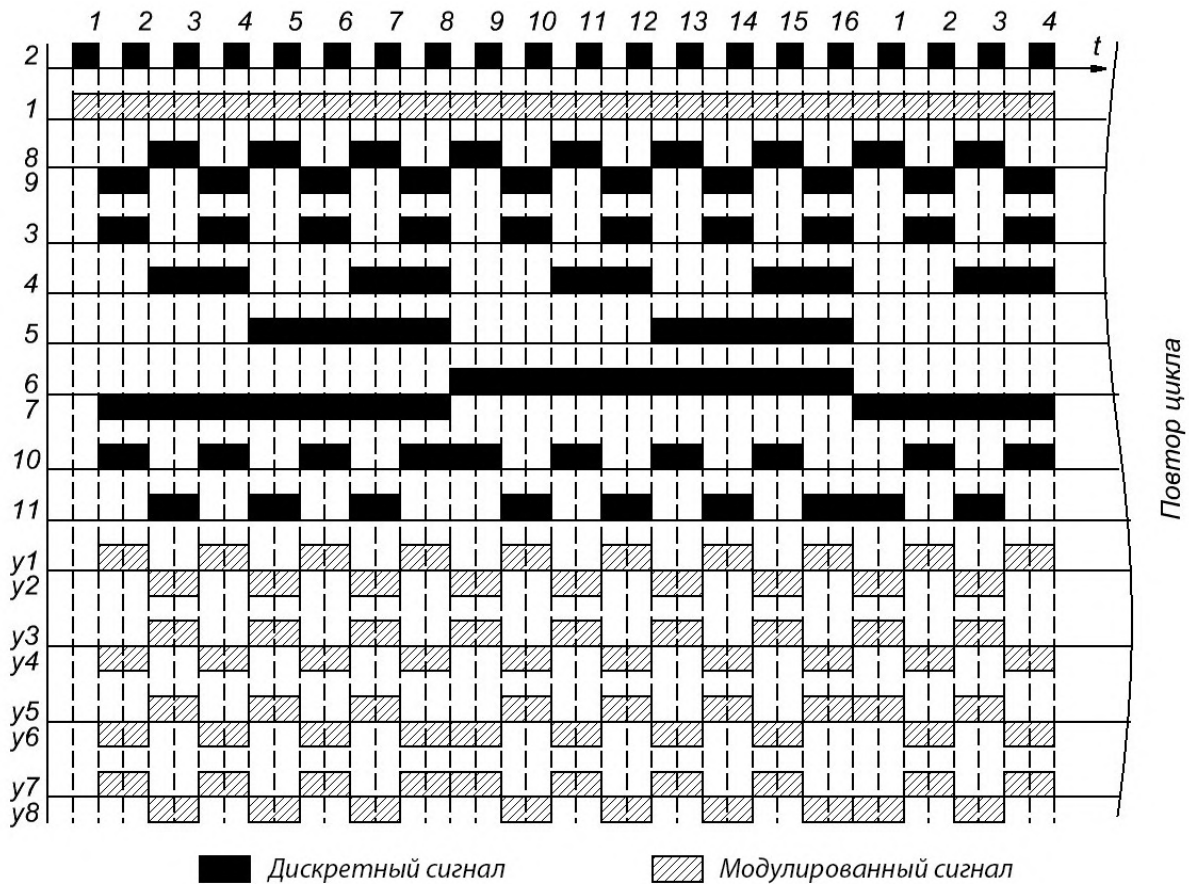 1 2 3 4 5 6 7 8 9 10 11 12 13 14 15 16 1 2 3 4
2
t
1
8
9
3
4
5
6
7
10
11
y1
y2
y3
y4
y5
y6
y7
y8
Повтор цикла
Дискретный сигнал
Модулированный сигнал